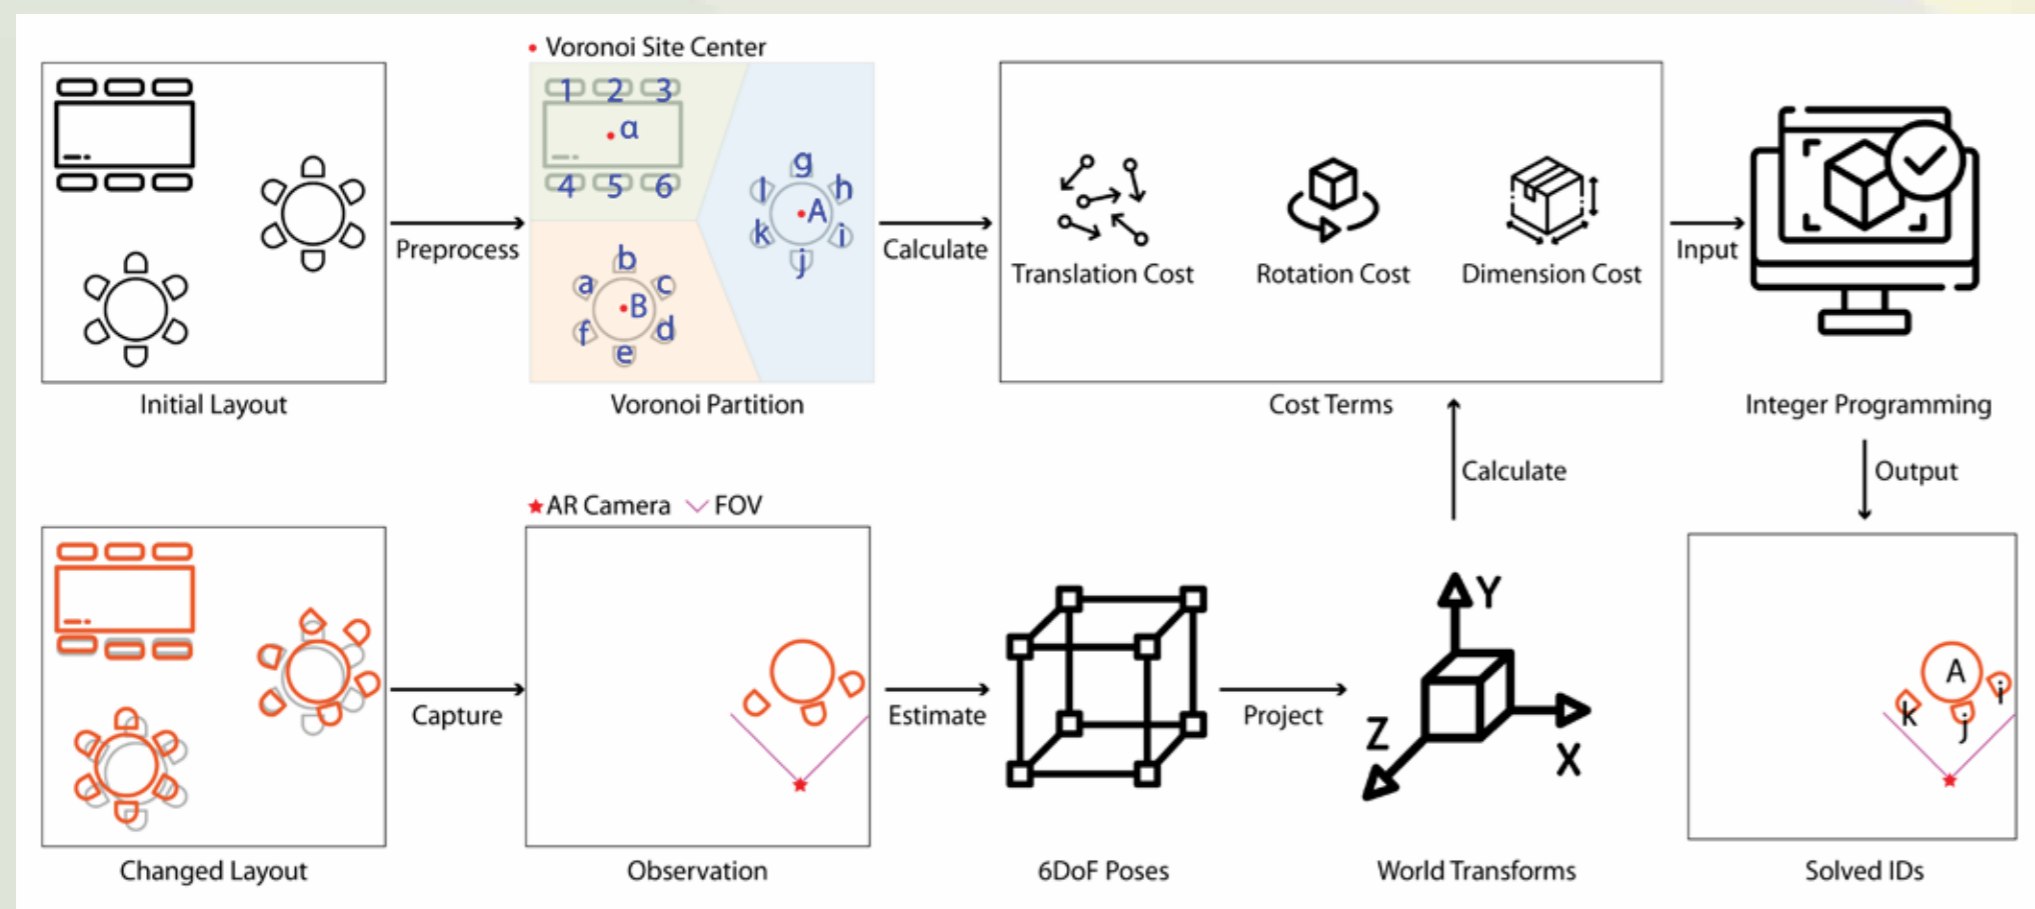 Voronoi Site Center
1 2 3
α
4 5 6
g
l h
A
k i
j
b
a c
B
f d
e
Preprocess
Calculate
Translation Cost
Rotation Cost
Dimension Cost
Input
Initial Layout
Voronoi Partition
Cost Terms
Integer Programming
Calculate
Output
AR Camera
FOV
Capture
Estimate
Project
Y
Z
X
A
k
j
i
Changed Layout
Observation
6DoF Poses
World Transforms
Solved IDs